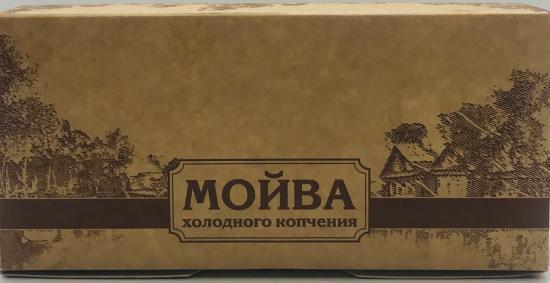 МОЙВА
холодного копчения